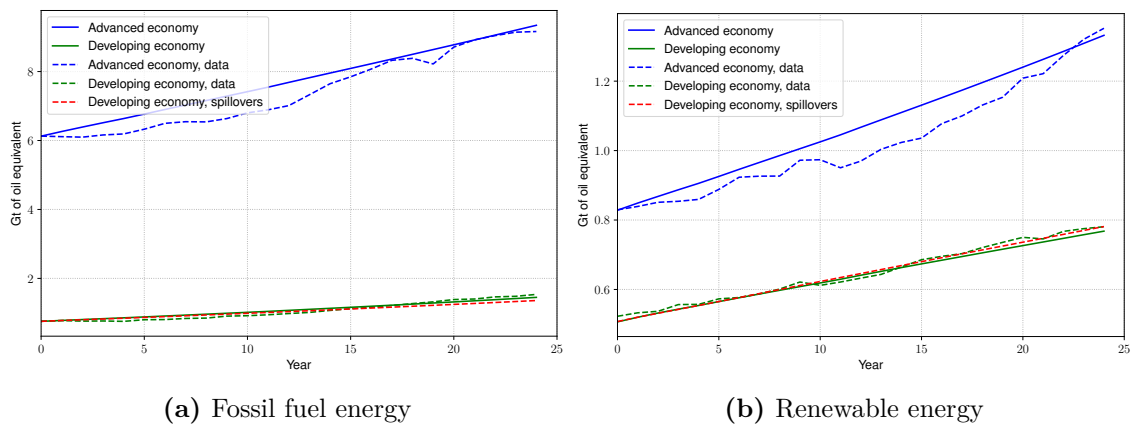 Advanced economy
Developing economy
Advanced economy, data
Developing economy, data
Developing economy, spillovers
Gt of oil equivalent
8
6
4
2
0
5
10
15
20
25
Year
(a) Fossil fuel energy
Advanced economy
Developing economy
Advanced economy, data
Developing economy, data
Developing economy, spillovers
Gt of oil equivalent
1.2
1.0
0.8
0.6
0
5
10
15
20
25
Year
(b) Renewable energy